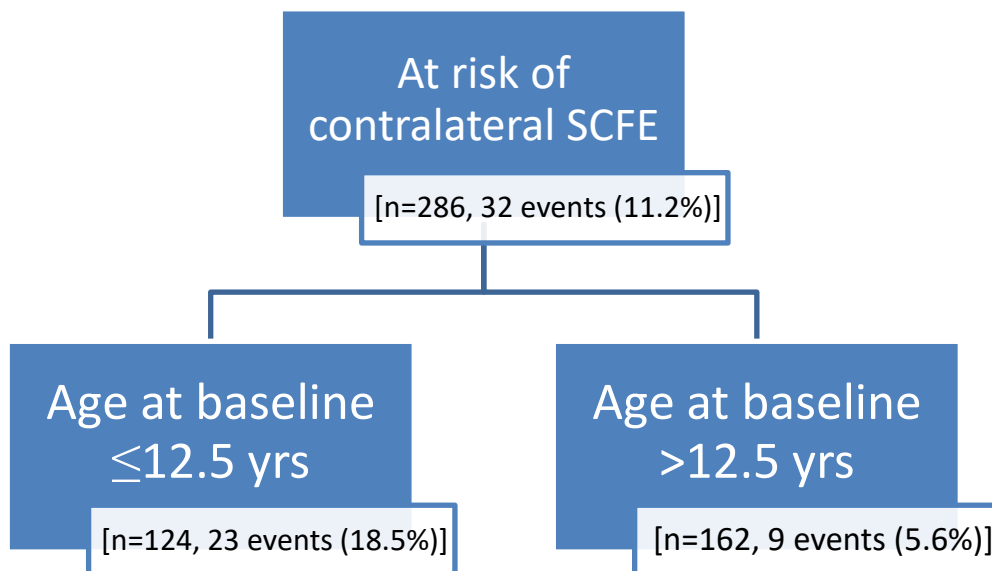 At risk of
contralateral SCFE
[n=286, 32 events (11.2%)]
Age at baseline
≤12.5 yrs
[n=124, 23 events (18.5%)]
Age at baseline
>12.5 yrs
[n=162, 9 events (5.6%)]